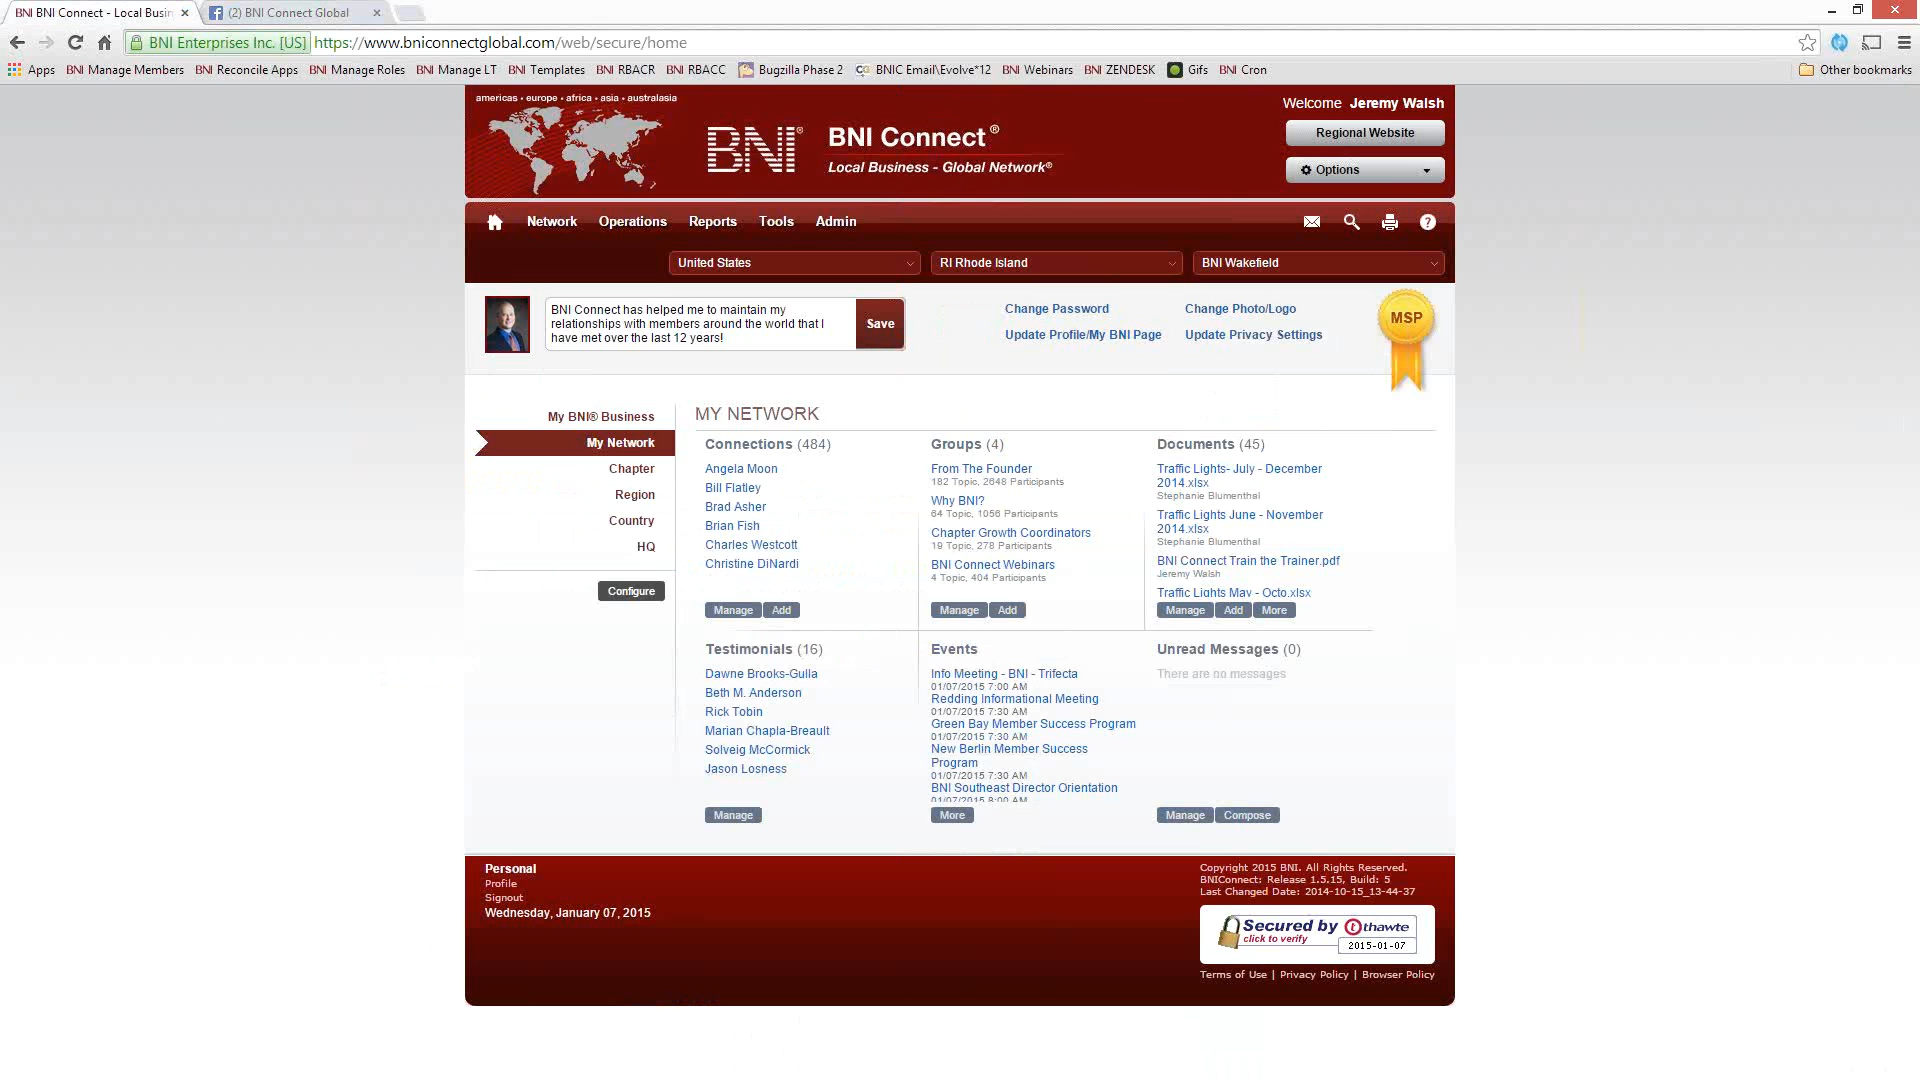 BNI BNI Connect - Local Busin
(2) BNI Connect Global
BNI Enterprises Inc. [US] https://www.bniconnectglobal.com/web/secure/home
Apps BNI Manage Members BNI Reconcile Apps BNI Manage Roles BNI Manage LT BNI Templates BNI RBACR BNI RBACC Bugzilla Phase 2 BNIC Email\Evolve*12 BNI Webinars BNI ZENDESK Gifs BNI Cron Other bookmarks
americas • europe • africa • asia • australasia
BNI®
BNI Connect®
Local Business - Global Network®
Welcome Jeremy Walsh
Regional Website
Options
Network Operations Reports Tools Admin
United States RI Rhode Island BNI Wakefield
BNI Connect has helped me to maintain my
relationships with members around the world that I
have met over the last 12 years!
Save
Change Password Change Photo/Logo
Update Profile/My BNI Page Update Privacy Settings
MSP
My BNI® Business
My Network
Chapter
Region
Country
HQ
Configure
MY NETWORK
Connections (484)
Angela Moon
Bill Flatley
Brad Asher
Brian Fish
Charles Westcott
Christine DiNardi
Manage Add
Groups (4)
From The Founder
182 Topic, 2648 Participants
Why BNI?
64 Topic, 1056 Participants
Chapter Growth Coordinators
19 Topic, 278 Participants
BNI Connect Webinars
4 Topic, 404 Participants
Manage Add
Documents (45)
Traffic Lights- July - December
2014.xlsx
Stephanie Blumenthal
Traffic Lights June - November
2014.xlsx
Stephanie Blumenthal
BNI Connect Train the Trainer.pdf
Jeremy Walsh
Traffic Lights May - Octo.xlsx
Manage Add More
Testimonials (16)
Dawne Brooks-Gulla
Beth M. Anderson
Rick Tobin
Marian Chapla-Breault
Solveig McCormick
Jason Losness
Manage
Events
Info Meeting - BNI - Trifecta
01/07/2015 7:00 AM
Redding Informational Meeting
01/07/2015 7:30 AM
Green Bay Member Success Program
01/07/2015 7:30 AM
New Berlin Member Success
Program
01/07/2015 7:30 AM
BNI Southeast Director Orientation
01/07/2015 8:00 AM
More
Unread Messages (0)
There are no messages
Manage Compose
Personal
Profile
Signout
Wednesday, January 07, 2015
Copyright 2015 BNI. All Rights Reserved.
BNIConnect: Release 1.5.15, Build: 5
Last Changed Date: 2014-10-15_13-44-37
Secured by thawte
click to verify
2015-01-07
Terms of Use | Privacy Policy | Browser Policy